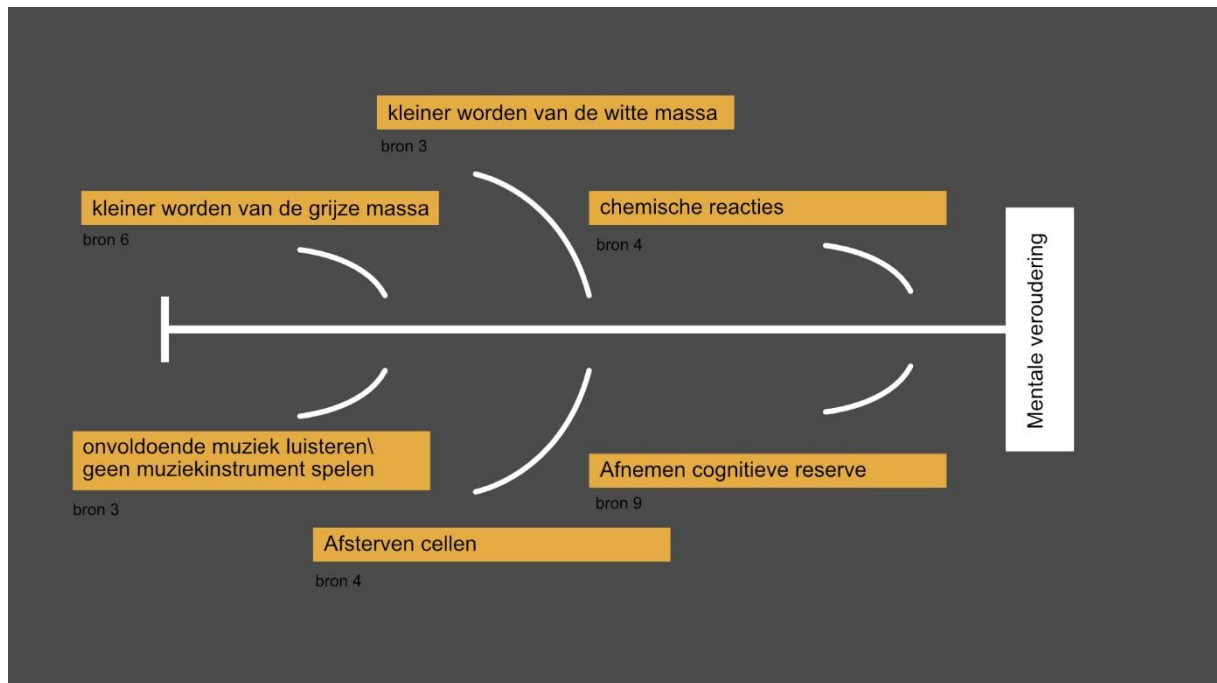 kleiner worden van de witte massa
bron 3
kleiner worden van de grijze massa
bron 6
chemische reacties
bron 4
Mentale veroudering
onvoldoende muziek luisteren\
geen muziekinstrument spelen
bron 3
Afnemen cognitieve reserve
bron 9
Afsterven cellen
bron 4